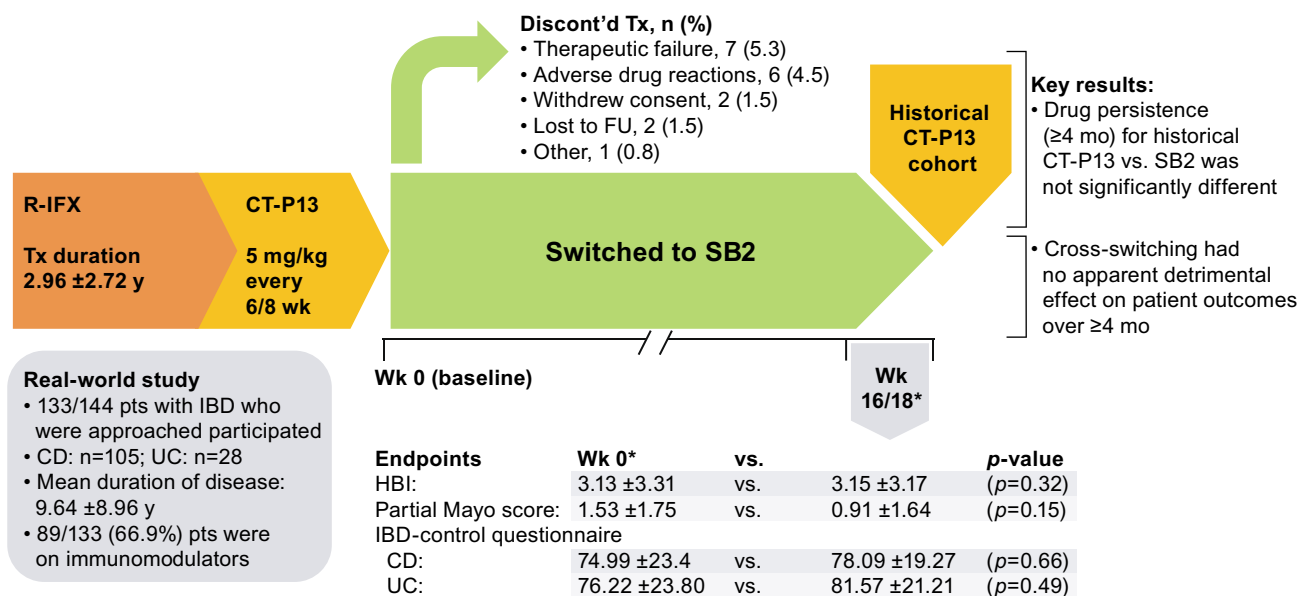 Discont'd Tx, n (%)
• Therapeutic failure, 7 (5.3)
• Adverse drug reactions, 6 (4.5)
• Withdrew consent, 2 (1.5)
• Lost to FU, 2 (1.5)
• Other, 1 (0.8)
Historical
CT-P13
cohort
Key results:
• Drug persistence
(≥4 mo) for historical
CT-P13 vs. SB2 was
not significantly different
• Cross-switching had
no apparent detrimental
effect on patient outcomes
over ≥4 mo
R-IFX
Tx duration
2.96 ±2.72 y
CT-P13
5 mg/kg
every
6/8 wk
Switched to SB2
Wk 0 (baseline)
Wk
16/18*
Real-world study
• 133/144 pts with IBD who
were approached participated
• CD: n=105; UC: n=28
• Mean duration of disease:
9.64 ±8.96 y
• 89/133 (66.9%) pts were
on immunomodulators
Endpoints Wk 0* vs. p-value
HBI: 3.13 ±3.31 vs. 3.15 ±3.17 (p=0.32)
Partial Mayo score: 1.53 ±1.75 vs. 0.91 ±1.64 (p=0.15)
IBD-control questionnaire
CD: 74.99 ±23.4 vs. 78.09 ±19.27 (p=0.66)
UC: 76.22 ±23.80 vs. 81.57 ±21.21 (p=0.49)